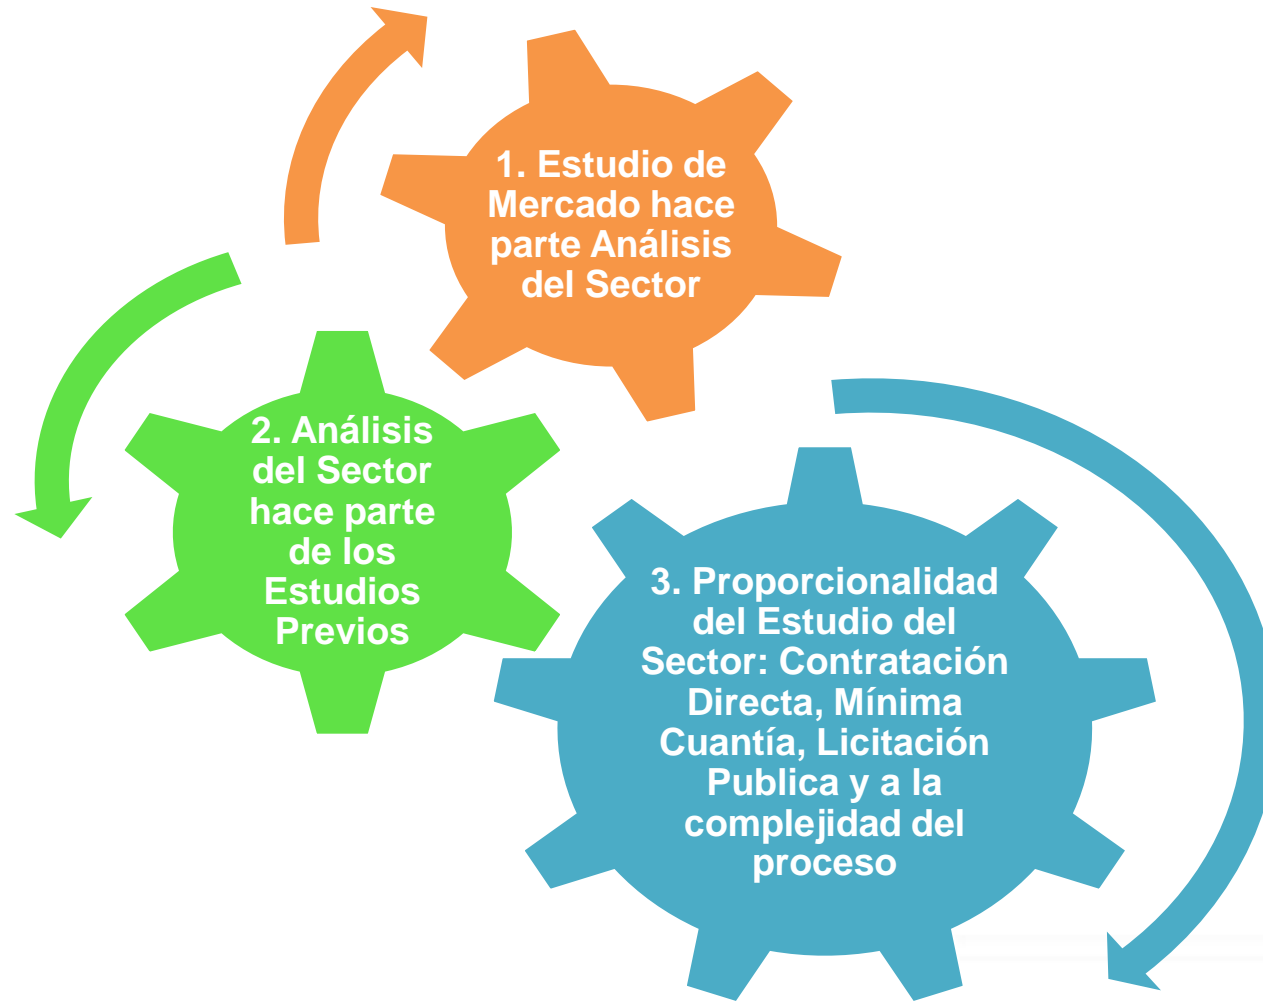 1. Estudio de
Mercado hace
parte Análisis
del Sector
2. Análisis
del Sector
hace parte
de los
Estudios
Previos
3. Proporcionalidad
del Estudio del
Sector: Contratación
Directa, Mínima
Cuantía, Licitación
Publica y a la
complejidad del
proceso